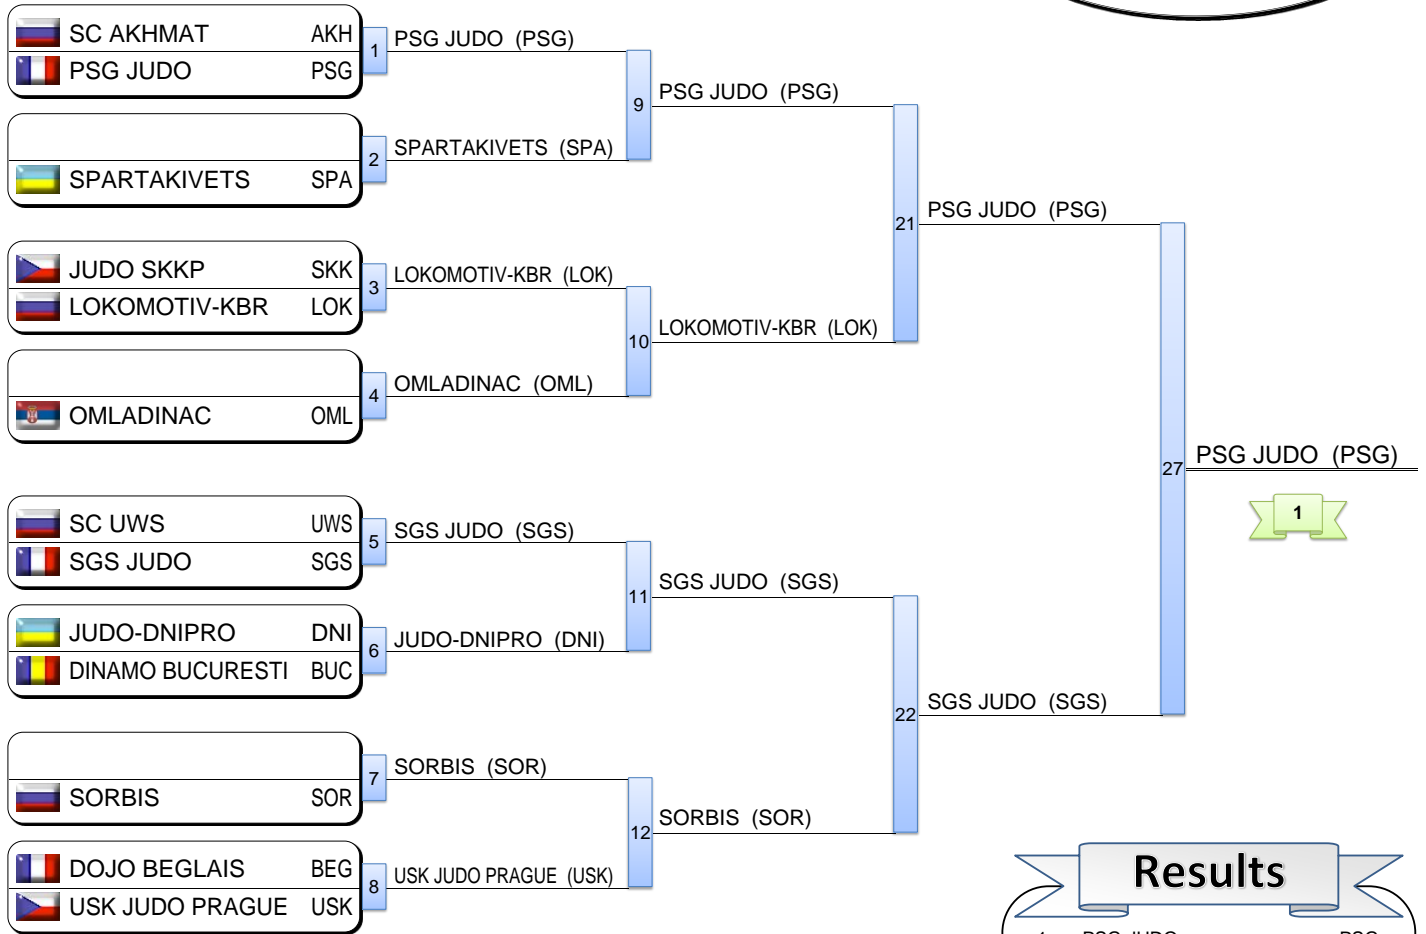 SC AKHMAT AKH
PSG JUDO PSG
1 PSG JUDO (PSG)
SPARTAKIVETS SPA
2 SPARTAKIVETS (SPA)
9 PSG JUDO (PSG)
JUDO SKKP SKK
LOKOMOTIV-KBR LOK
3 LOKOMOTIV-KBR (LOK)
OMLADINAC OML
4 OMLADINAC (OML)
10 LOKOMOTIV-KBR (LOK)
21 PSG JUDO (PSG)
SC UWS UWS
SGS JUDO SGS
5 SGS JUDO (SGS)
JUDO-DNIPRO DNI
DINAMO BUCURESTI BUC
6 JUDO-DNIPRO (DNI)
11 SGS JUDO (SGS)
SORBIS SOR
7 SORBIS (SOR)
DOJO BEGLAIS BEG
USK JUDO PRAGUE USK
8 USK JUDO PRAGUE (USK)
12 SORBIS (SOR)
22 SGS JUDO (SGS)
27 PSG JUDO (PSG)
1
Results
1 PSG JUDO PSG